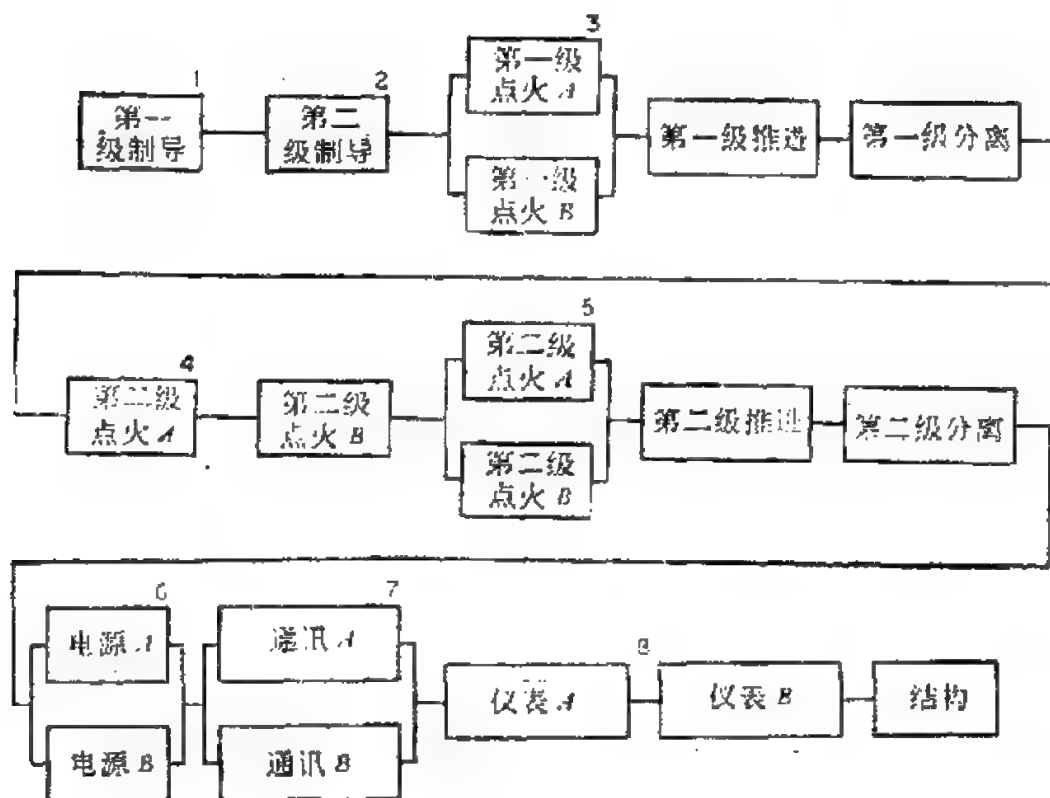 1
第一
级制导
2
第二
级制导
3
第一级
点火 A
第一级
点火 B
第一级推进
第一级分离
4
第二级
点火 A
第二级
点火 B
5
第二级
点火 A
第二级
点火 B
第二级推进
第二级分离
6
电源 A
电源 B
7
通讯 A
通讯 B
仪表 A
8
仪表 B
结构